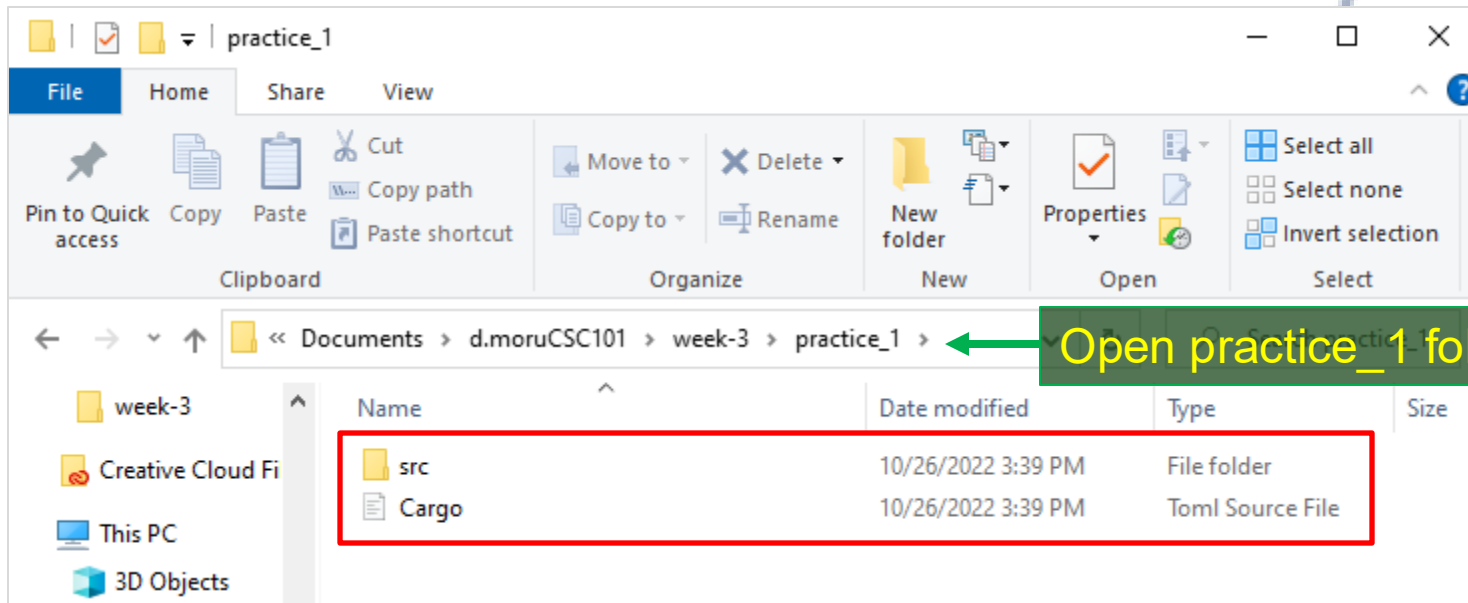 practice_1
File Home Share View
Pin to Quick access
Copy
Paste
Cut
Copy path
Paste shortcut
Clipboard
Move to
Copy to
Delete
Rename
Organize
New folder
New
Properties
Open
Select all
Select none
Invert selection
Select
« Documents › d.moruCSC101 › week-3 › practice_1 ›
Open practice_1 fo
week-3
Creative Cloud Fi
This PC
3D Objects
Name Date modified Type Size
src 10/26/2022 3:39 PM File folder
Cargo 10/26/2022 3:39 PM Toml Source File